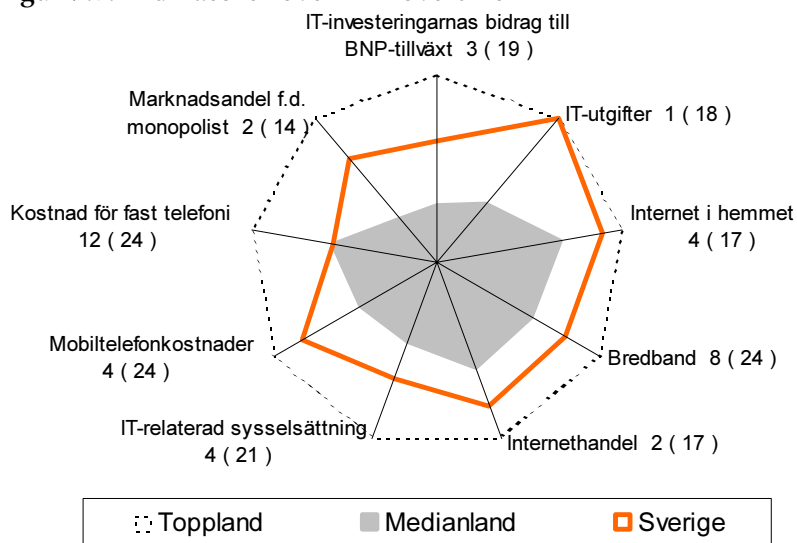 IT-investeringarnas bidrag till
BNP-tillväxt 3 ( 19 )
Marknadsandel f.d.
monopolist 2 ( 14 )
IT-utgifter 1 ( 18 )
Kostnad för fast telefoni
12 ( 24 )
Internet i hemmet
4 ( 17 )
Mobiltelefonkostnader
4 ( 24 )
Bredband 8 ( 24 )
IT-relaterad sysselsättning
4 ( 21 )
Internethandel 2 ( 17 )
Toppland Medianland Sverige